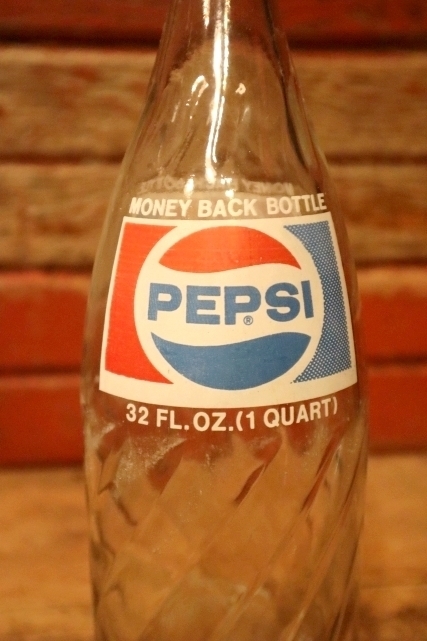 MONEY BACK BOTTLE
PEPSI®
32 FL.OZ.(1 QUART)